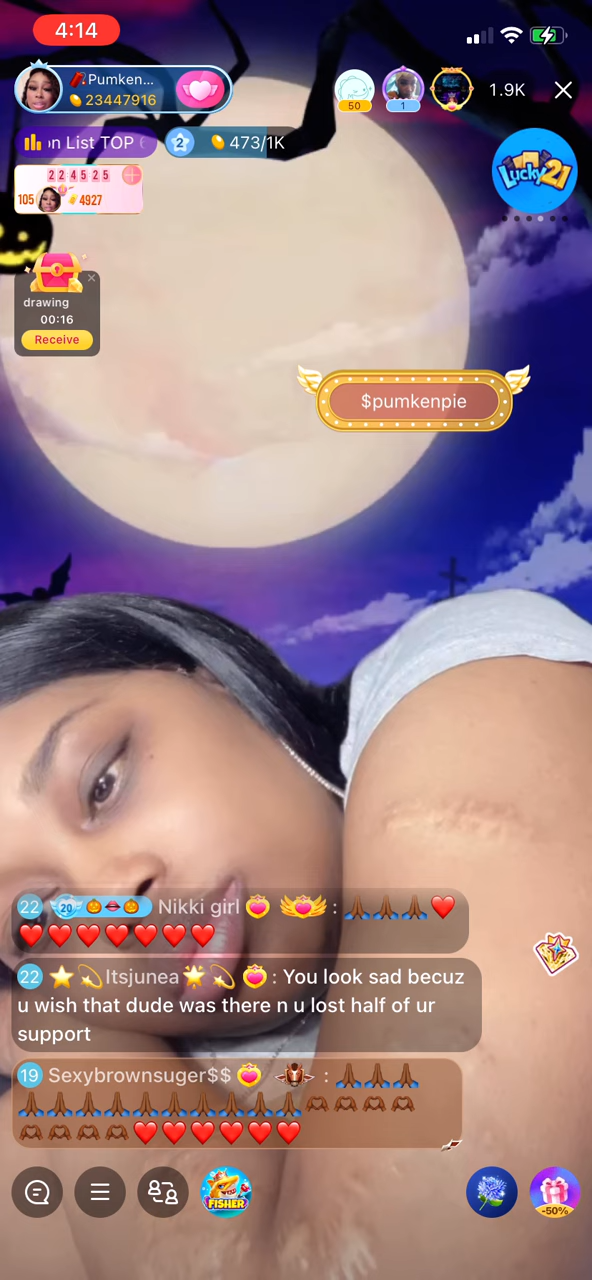 4:14
Pumken...
23447916
50
1
1.9K
n List TOP
2
473/1K
Lucky21
2 2 4 5 2 5
105
4927
drawing
00:16
Receive
$pumkenpie
22 20 Nikki girl : 🙏🏾🙏🏾🙏🏾❤️
❤️❤️❤️❤️❤️❤️❤️
22 ⭐💫Itsjunea🌟💫 : You look sad becuz
u wish that dude was there n u lost half of ur
support
19 Sexybrownsuger$$ : 🙏🏾🙏🏾🙏🏾
🙏🏾🙏🏾🙏🏾🙏🏾🙏🏾🙏🏾🙏🏾🙏🏾🙏🏾🙏🏾🫶🏾🫶🏾🫶🏾🫶🏾
🫶🏾🫶🏾🫶🏾🫶🏾❤️❤️❤️❤️❤️❤️
FISHER
-50%